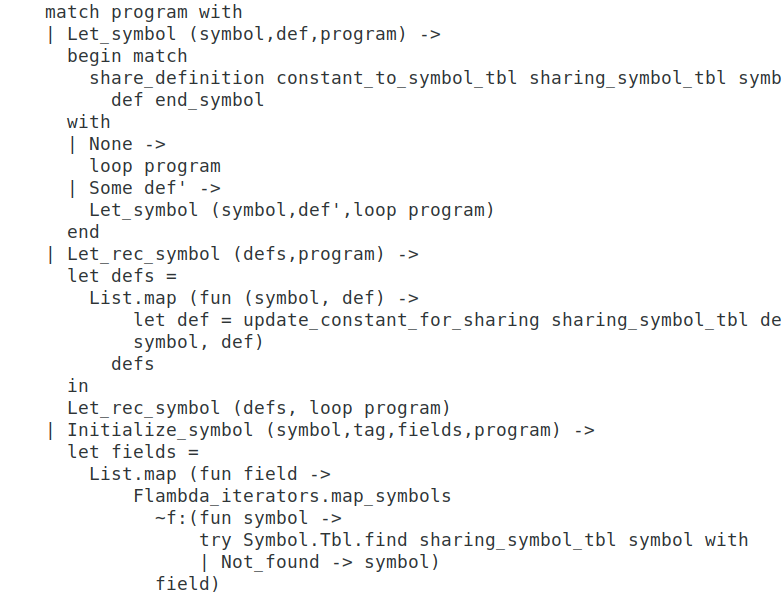 match program with
| Let_symbol (symbol,def,program) ->
begin match
share_definition constant_to_symbol_tbl sharing_symbol_tbl symb
def end_symbol
with
| None ->
loop program
| Some def' ->
Let_symbol (symbol,def',loop program)
end
| Let_rec_symbol (defs,program) ->
let defs =
List.map (fun (symbol, def) ->
let def = update_constant_for_sharing sharing_symbol_tbl de
symbol, def)
defs
in
Let_rec_symbol (defs, loop program)
| Initialize_symbol (symbol,tag,fields,program) ->
let fields =
List.map (fun field ->
Flambda_iterators.map_symbols
~f:(fun symbol ->
try Symbol.Tbl.find sharing_symbol_tbl symbol with
| Not_found -> symbol)
field)